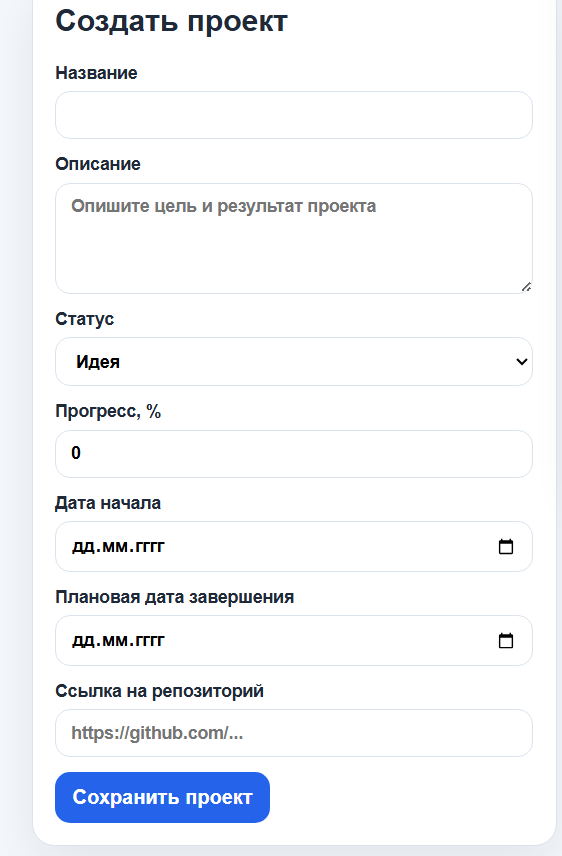 Создать проект
Название
Описание
Опишите цель и результат проекта
Статус
Идея
Прогресс, %
0
Дата начала
дд.мм.гггг
Плановая дата завершения
дд.мм.гггг
Ссылка на репозиторий
https://github.com/...
Сохранить проект